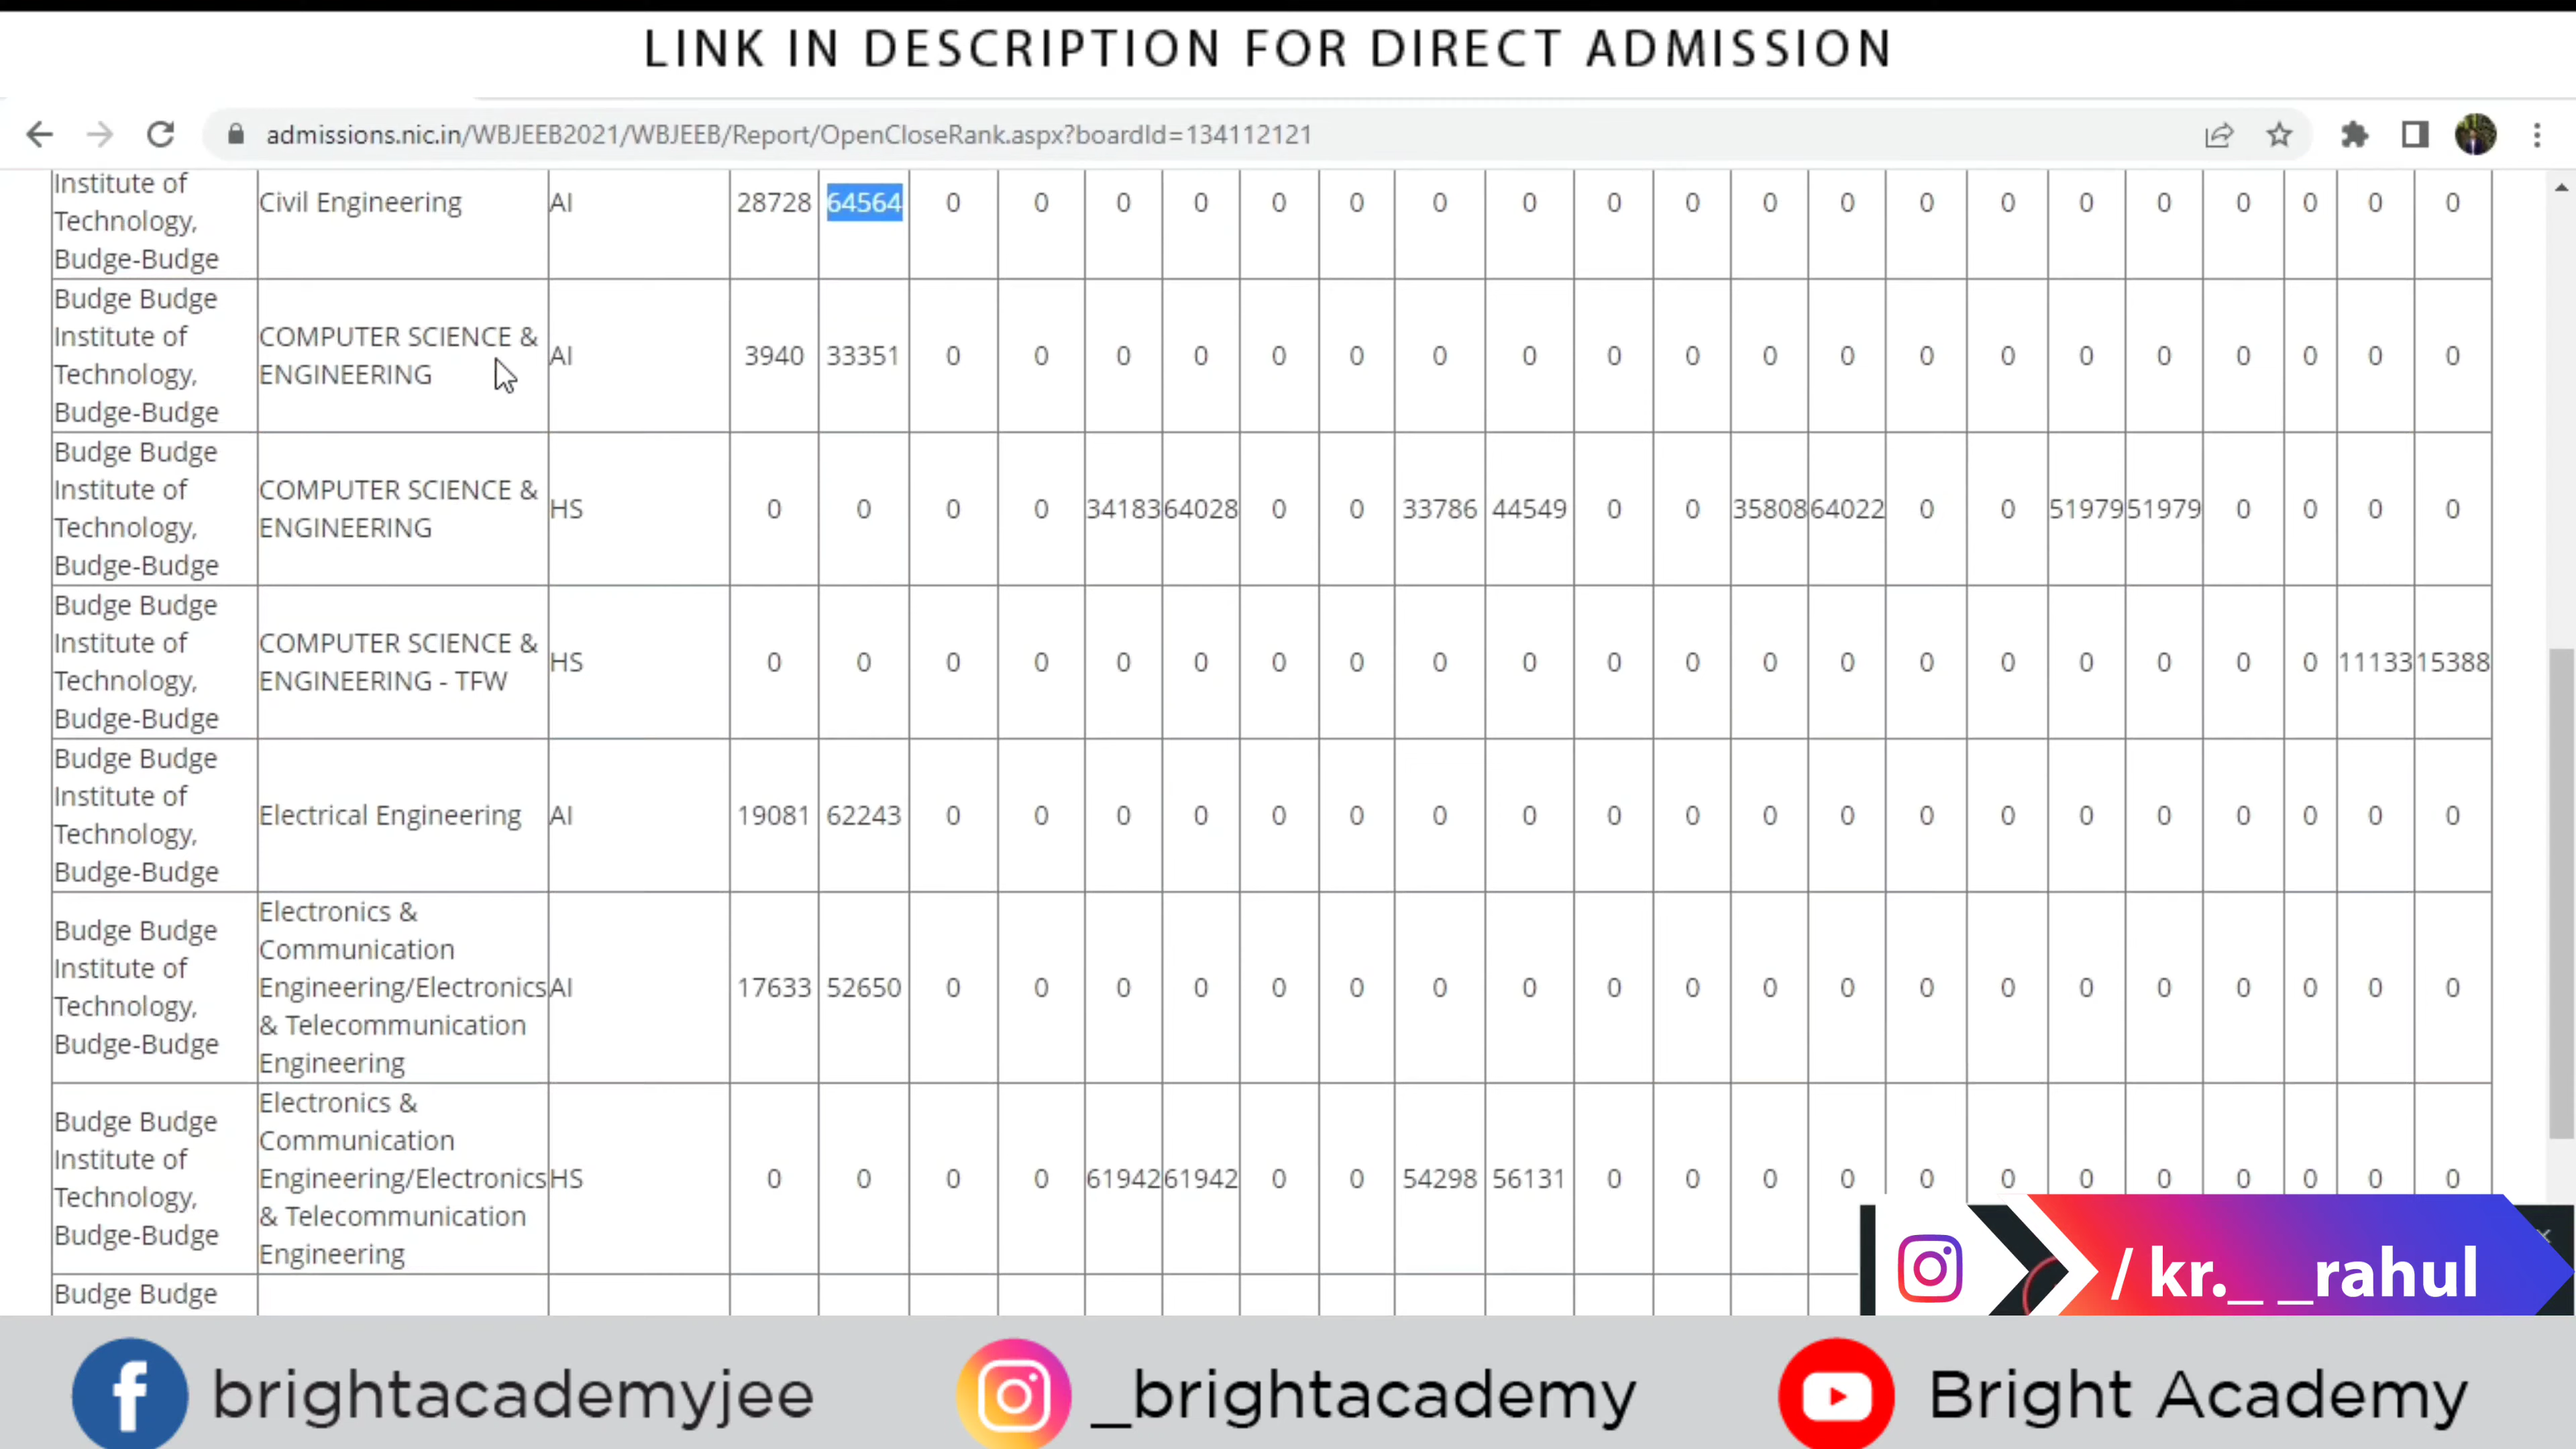 LINK IN DESCRIPTION FOR DIRECT ADMISSION
admissions.nic.in/WBJEEB2021/WBJEEB/Report/OpenCloseRank.aspx?boardId=134112121
Institute of
Technology,
Budge-Budge
Civil Engineering
AI 28728 64564 0 0 0 0 0 0 0 0 0 0 0 0 0 0 0 0 0 0 0 0
Budge Budge
Institute of
Technology,
Budge-Budge
COMPUTER SCIENCE &
ENGINEERING
AI 3940 33351 0 0 0 0 0 0 0 0 0 0 0 0 0 0 0 0 0 0 0 0
Budge Budge
Institute of
Technology,
Budge-Budge
COMPUTER SCIENCE &
ENGINEERING
HS 0 0 0 0 34183 64028 0 0 33786 44549 0 0 35808 64022 0 0 51979 51979 0 0 0 0
Budge Budge
Institute of
Technology,
Budge-Budge
COMPUTER SCIENCE &
ENGINEERING - TFW
HS 0 0 0 0 0 0 0 0 0 0 0 0 0 0 0 0 0 0 0 0 11133 15388
Budge Budge
Institute of
Technology,
Budge-Budge
Electrical Engineering
AI 19081 62243 0 0 0 0 0 0 0 0 0 0 0 0 0 0 0 0 0 0 0 0
Budge Budge
Institute of
Technology,
Budge-Budge
Electronics &
Communication
Engineering/Electronics
& Telecommunication
Engineering
AI 17633 52650 0 0 0 0 0 0 0 0 0 0 0 0 0 0 0 0 0 0 0 0
Budge Budge
Institute of
Technology,
Budge-Budge
Electronics &
Communication
Engineering/Electronics
& Telecommunication
Engineering
HS 0 0 0 0 61942 61942 0 0 54298 56131 0 0 0 0 0 0 0 0 0 0 0 0
Budge Budge
/ kr._ _rahul
brightacademyjee
_brightacademy
Bright Academy